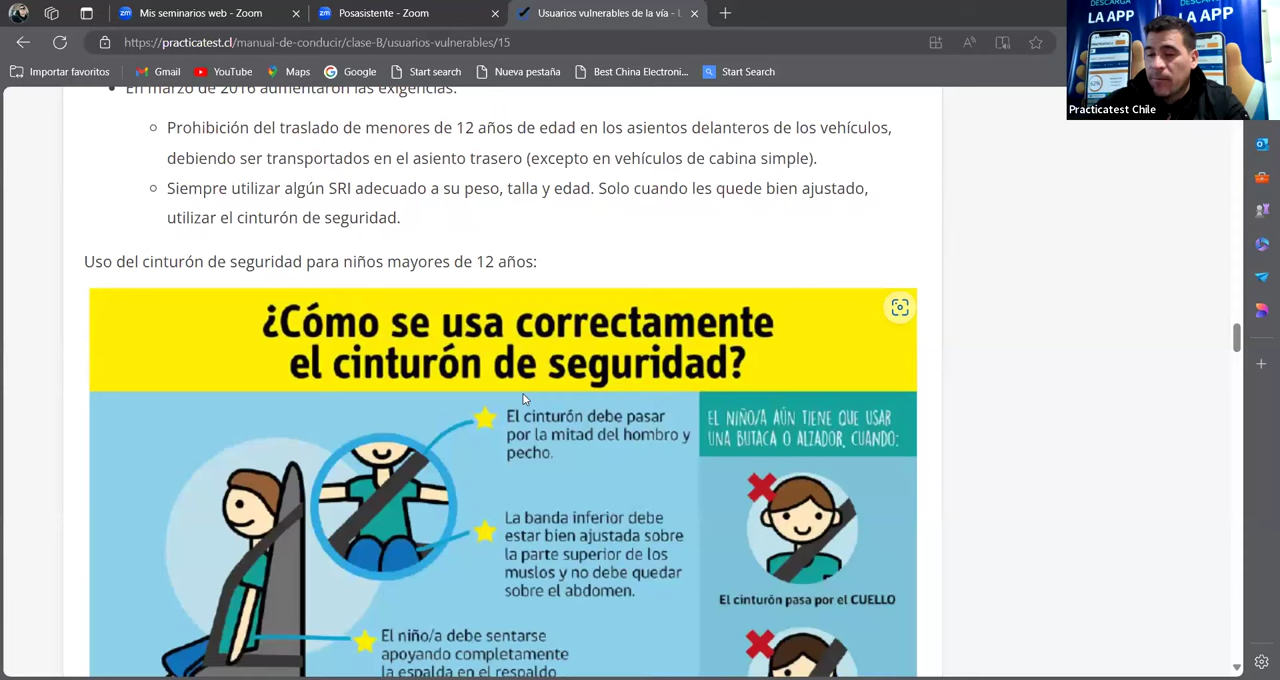 Mis seminarios web - Zoom
Posasistente - Zoom
Usuarios vulnerables de la vía - L
https://practicatest.cl/manual-de-conducir/clase-B/usuarios-vulnerables/15
Importar favoritos
Gmail
YouTube
Maps
Google
Start search
Nueva pestaña
Best China Electroni...
Start Search
DESCARGA
LA APP
LA APP
Practicatest Chile
En marzo de 2016 aumentaron las exigencias:
Prohibición del traslado de menores de 12 años de edad en los asientos delanteros de los vehículos,
debiendo ser transportados en el asiento trasero (excepto en vehículos de cabina simple).
Siempre utilizar algún SRI adecuado a su peso, talla y edad. Solo cuando les quede bien ajustado,
utilizar el cinturón de seguridad.
Uso del cinturón de seguridad para niños mayores de 12 años:
¿Cómo se usa correctamente
el cinturón de seguridad?
El cinturón debe pasar
por la mitad del hombro y
pecho.
La banda inferior debe
estar bien ajustada sobre
la parte superior de los
muslos y no debe quedar
sobre el abdomen.
El niño/a debe sentarse
apoyando completamente
la espalda en el respaldo
EL NIÑO/A AÚN TIENE QUE USAR
UNA BUTACA O ALZADOR, CUANDO:
El cinturón pasa por el CUELLO